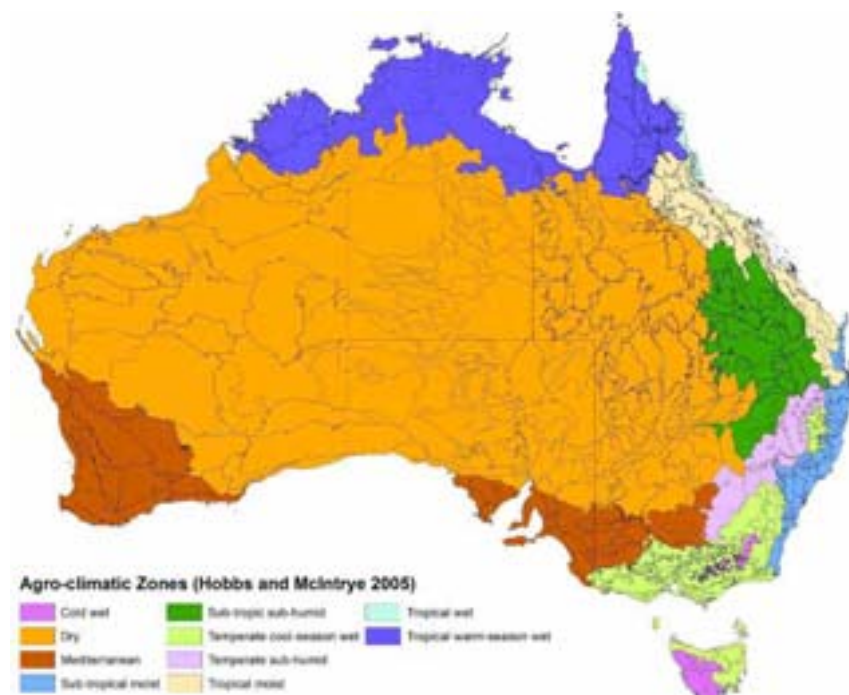 Agro-climatic Zones (Hobbs and McIntrye 2005)
Cold wet
Dry
Mediterranean
Sub-tropical moist
Sub-tropic sub-humid
Temperate cool-season wet
Temperate sub-humid
Tropical moist
Tropical wet
Tropical warm-season wet